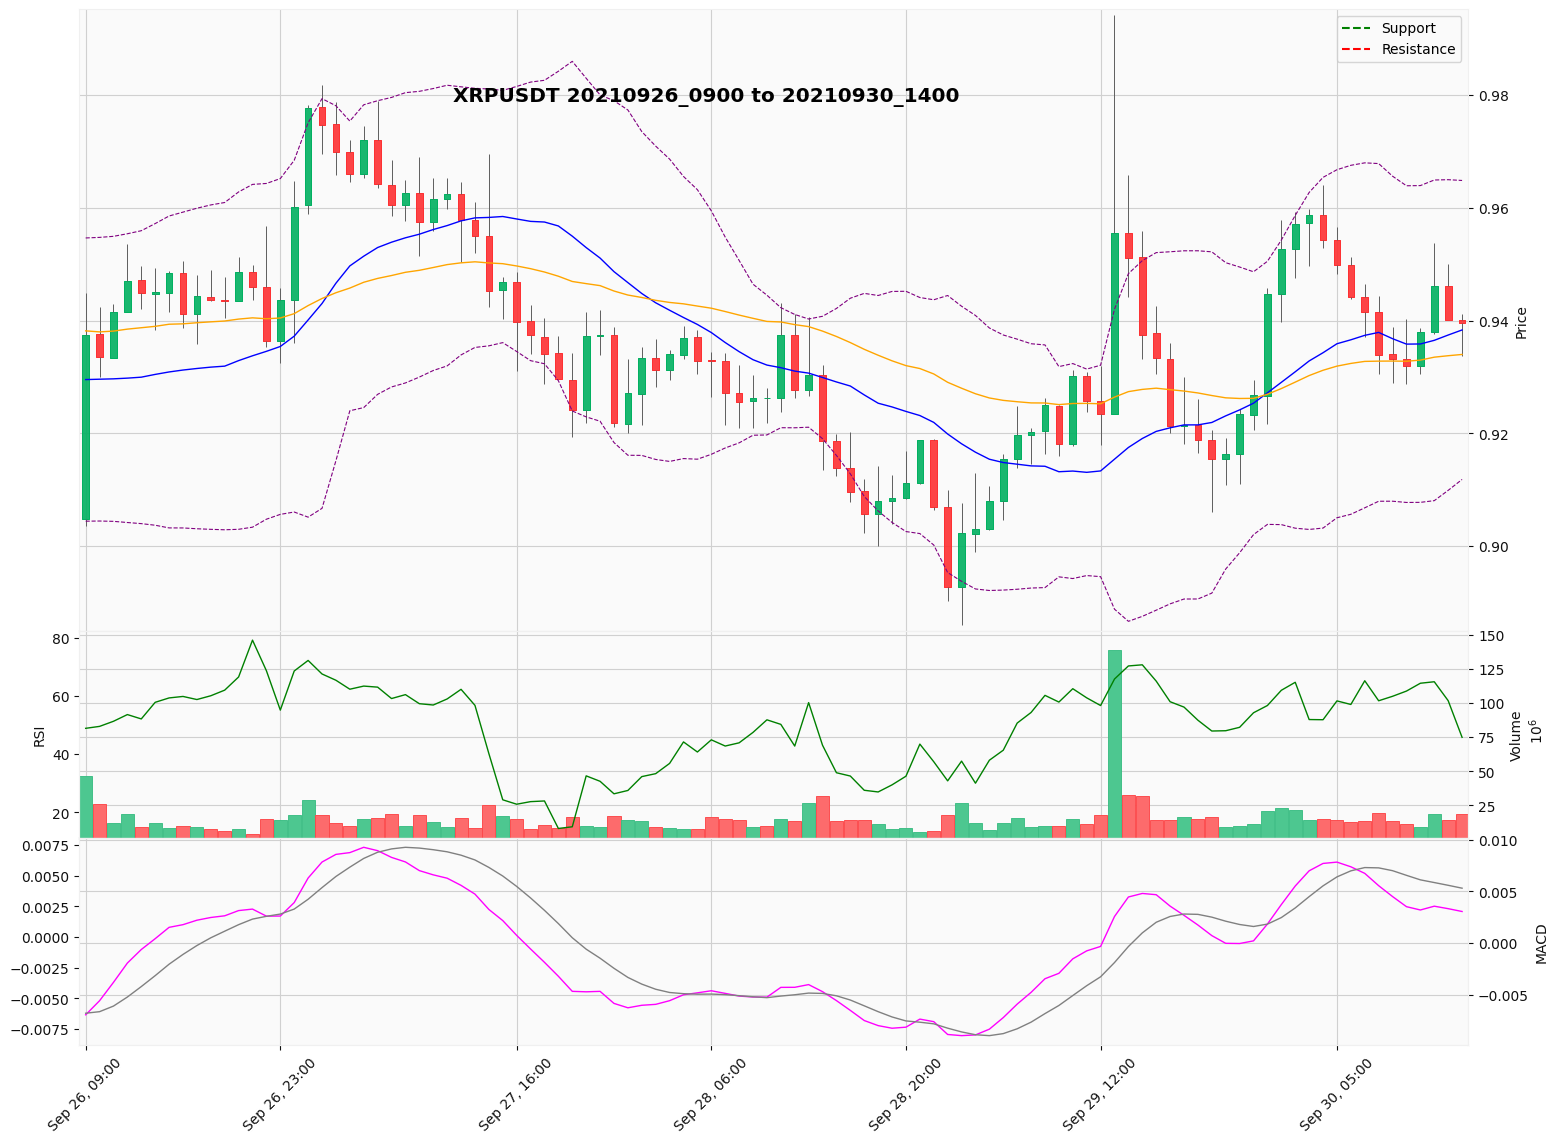 XRPUSDT 20210926_0900 to 20210930_1400
Support
Resistance
0.98
0.96
0.94
0.92
0.90
Price
80
60
40
20
RSI
150
125
100
75
50
25
Volume
10^6
0.0075
0.0050
0.0025
0.0000
−0.0025
−0.0050
−0.0075
0.010
0.005
0.000
−0.005
MACD
Sep 26, 09:00
Sep 26, 23:00
Sep 27, 16:00
Sep 28, 06:00
Sep 28, 20:00
Sep 29, 12:00
Sep 30, 05:00